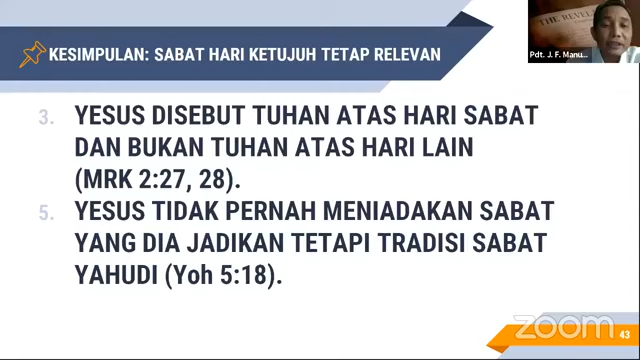 KESIMPULAN: SABAT HARI KETUJUH TETAP RELEVAN
Pdt. J. F. Manu...
3. YESUS DISEBUT TUHAN ATAS HARI SABAT
DAN BUKAN TUHAN ATAS HARI LAIN
(MRK 2:27, 28).
5. YESUS TIDAK PERNAH MENIADAKAN SABAT
YANG DIA JADIKAN TETAPI TRADISI SABAT
YAHUDI (Yoh 5:18).
zoom
43